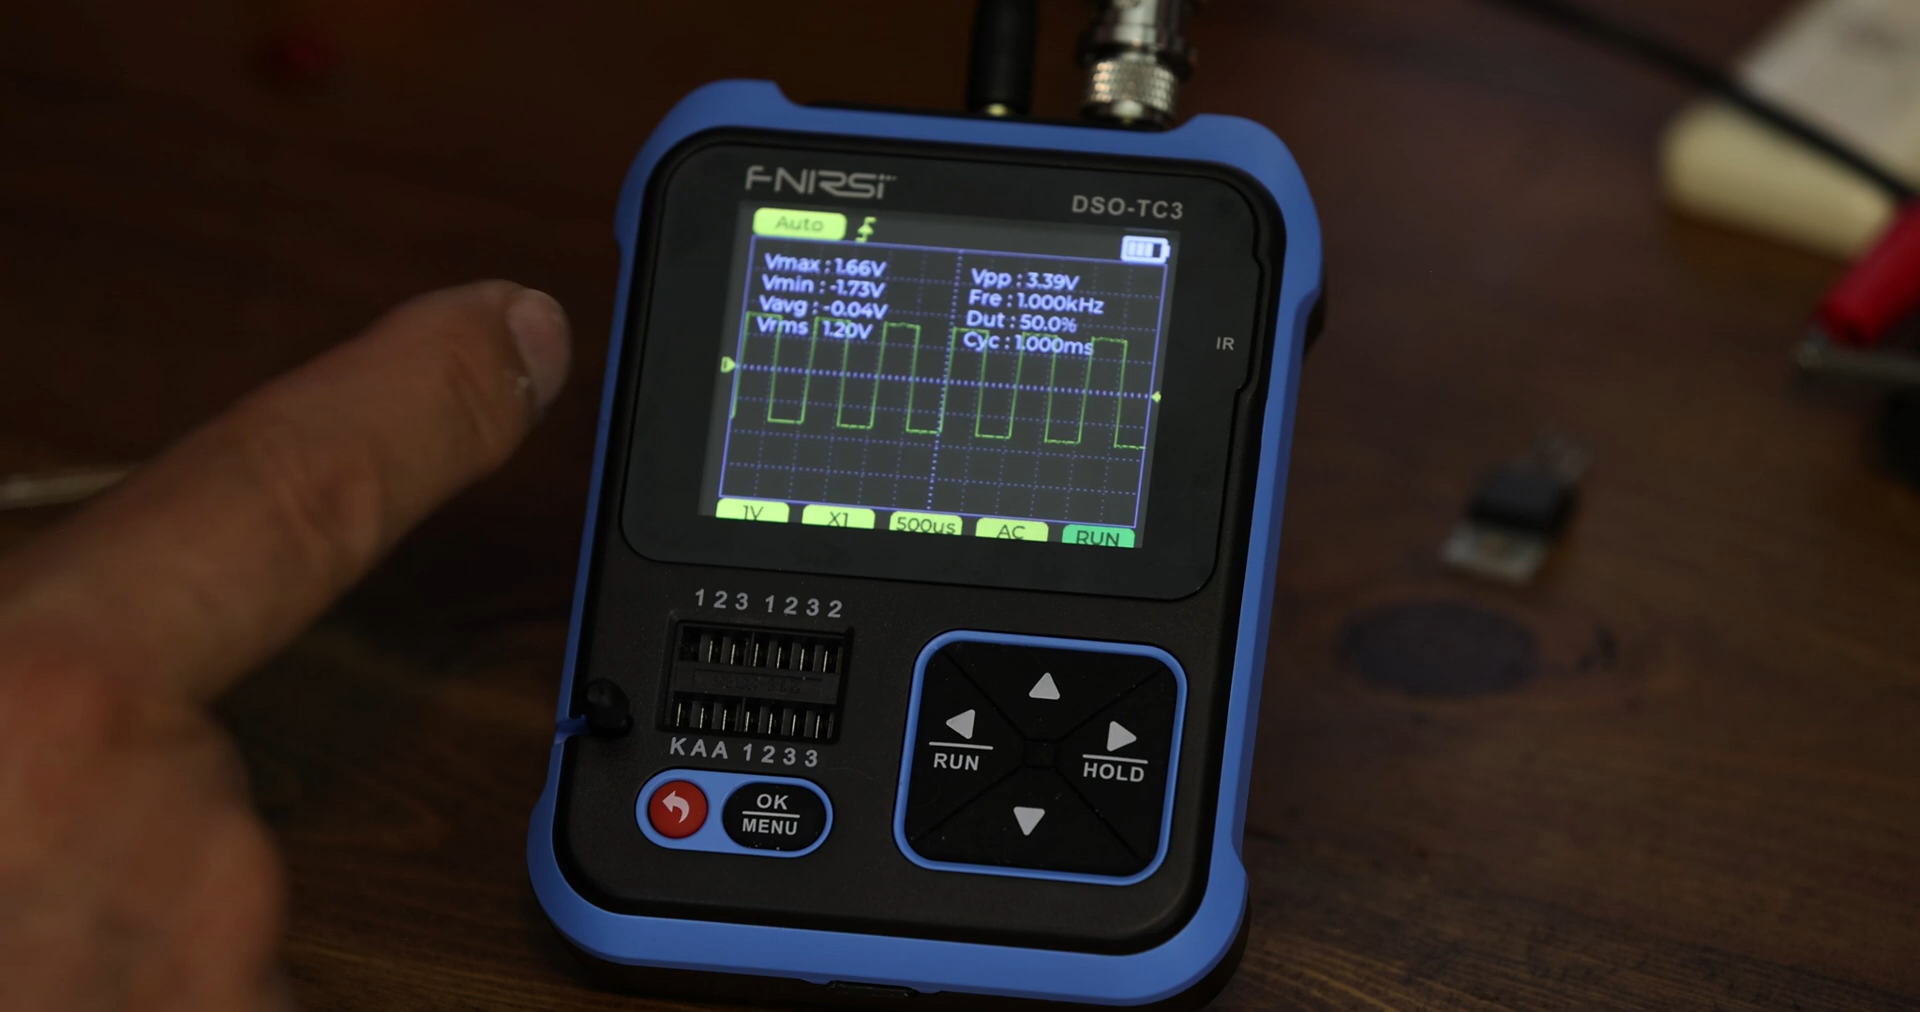 FNIRSI
DSO-TC3
Auto
Vmax : 1.66V
Vmin : -1.73V
Vavg : -0.04V
Vrms : 1.20V
Vpp : 3.39V
Fre : 1.000kHz
Dut : 50.0%
Cyc : 1.000ms
IR
1V X1 500us AC RUN
1 2 3 1 2 3 2
K A A 1 2 3 3
OK
MENU
RUN
HOLD